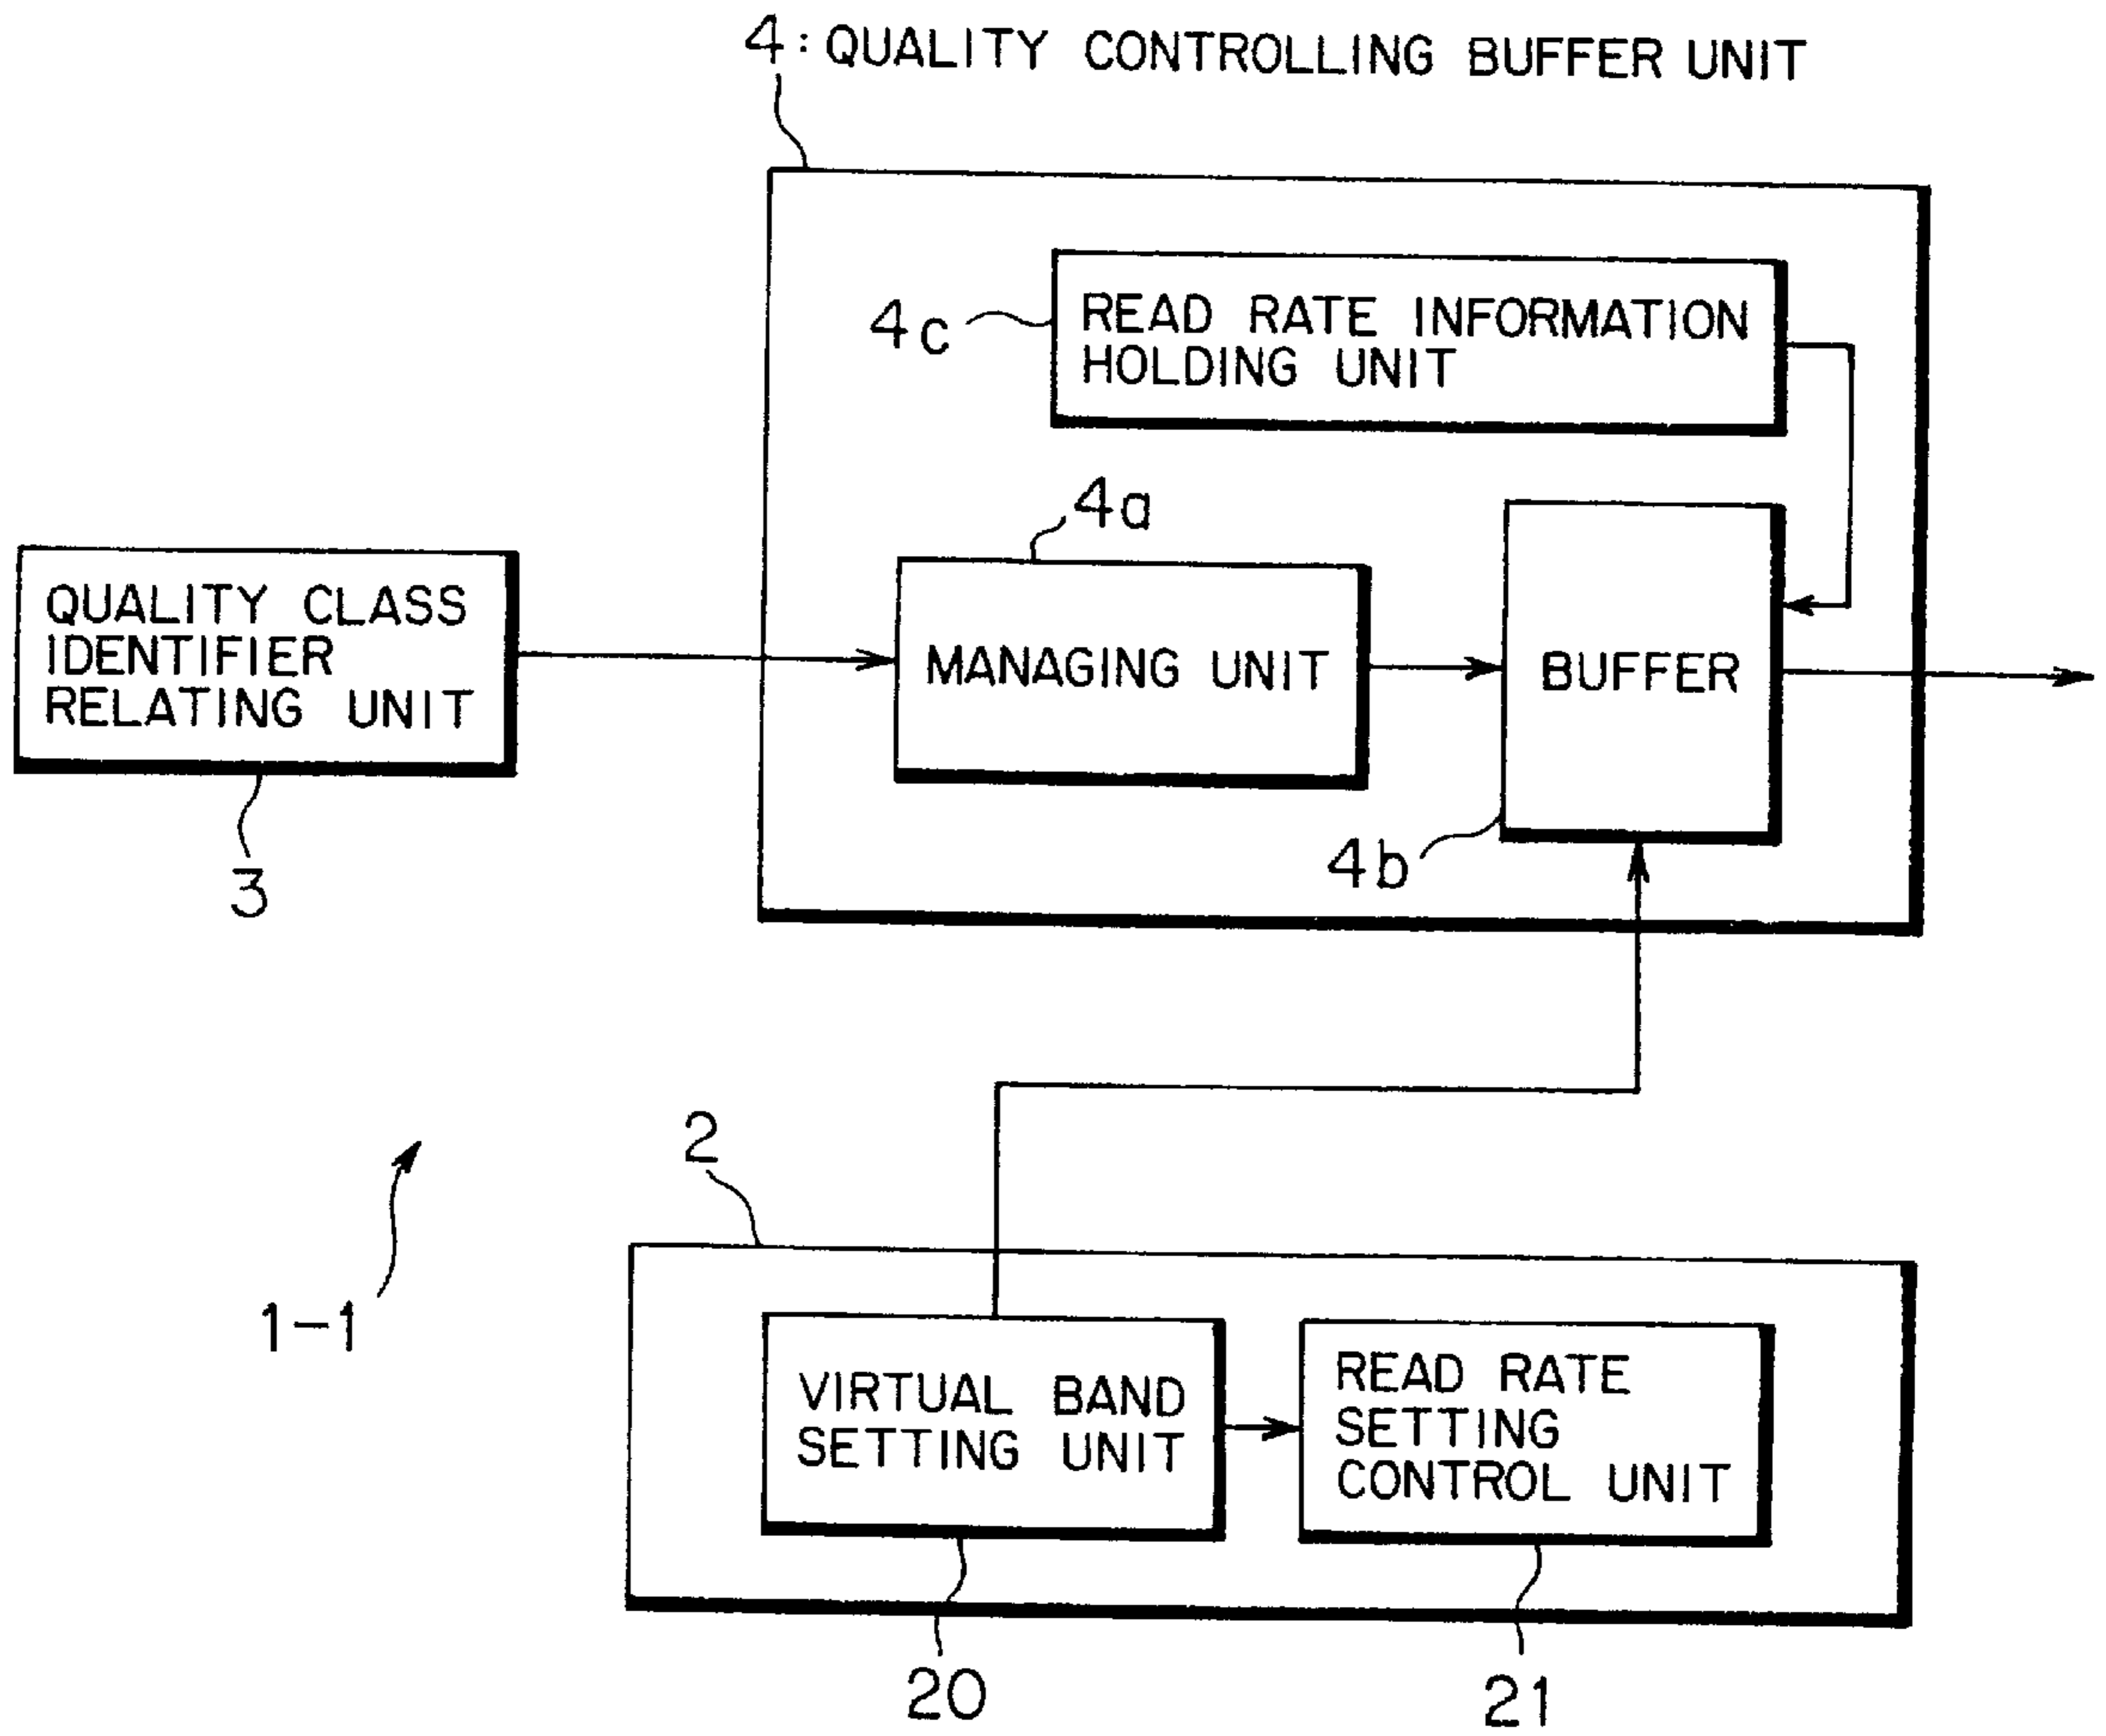 4: QUALITY CONTROLLING BUFFER UNIT
4c
READ RATE INFORMATION
HOLDING UNIT
4a
QUALITY CLASS
IDENTIFIER
RELATING UNIT
MANAGING UNIT
BUFFER
4b
3
2
1-1
VIRTUAL BAND
SETTING UNIT
READ RATE
SETTING
CONTROL UNIT
20
21